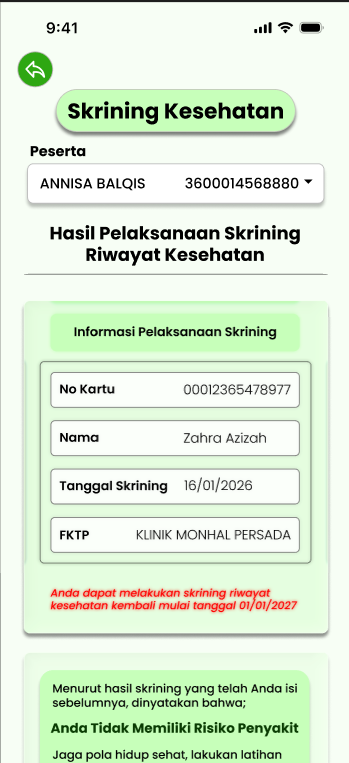 9:41
Skrining Kesehatan
Peserta
ANNISA BALQIS 3600014568880
Hasil Pelaksanaan Skrining
Riwayat Kesehatan
Informasi Pelaksanaan Skrining
No Kartu 00012365478977
Nama Zahra Azizah
Tanggal Skrining 16/01/2026
FKTP KLINIK MONHAL PERSADA
Anda dapat melakukan skrining riwayat
kesehatan kembali mulai tanggal 01/01/2027
Menurut hasil skrining yang telah Anda isi
sebelumnya, dinyatakan bahwa;
Anda Tidak Memiliki Risiko Penyakit
Jaga pola hidup sehat, lakukan latihan